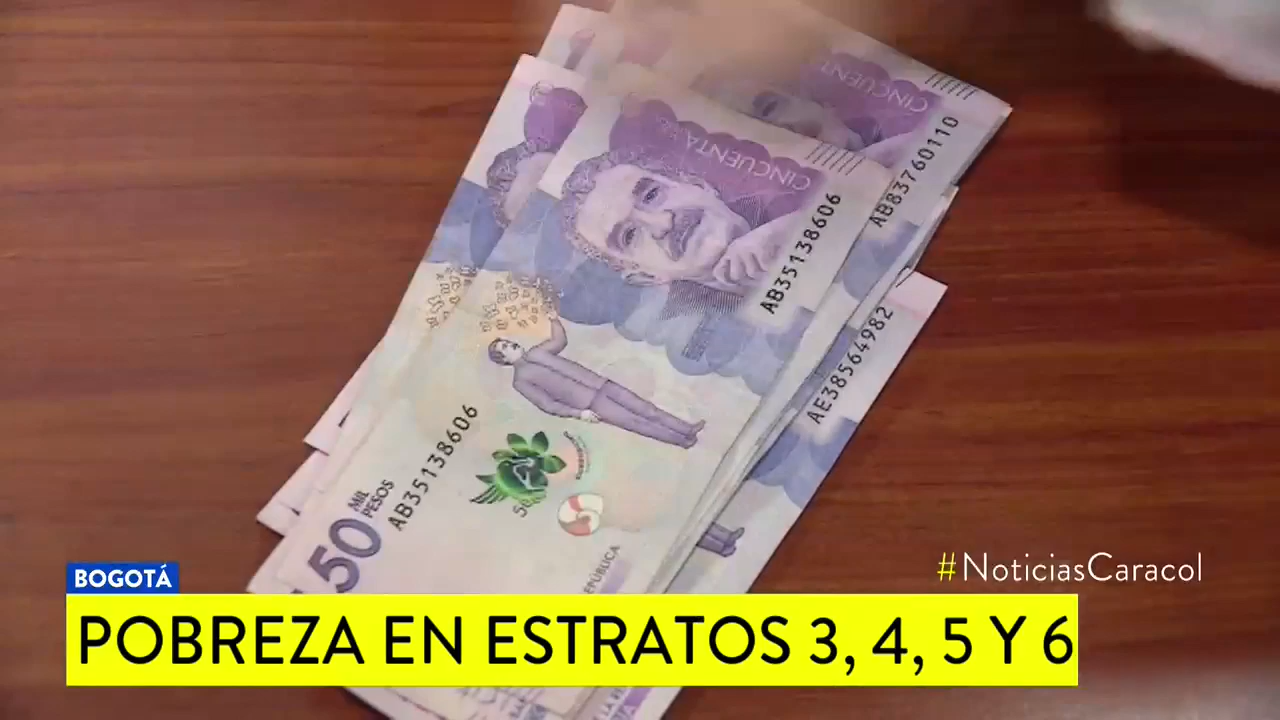 CINCUENTA
AB83760110
CINCUENTA
AB35138606
AE38564982
AB35138606
50 MIL
PESOS
BOGOTÁ
#NoticiasCaracol
POBREZA EN ESTRATOS 3, 4, 5 Y 6